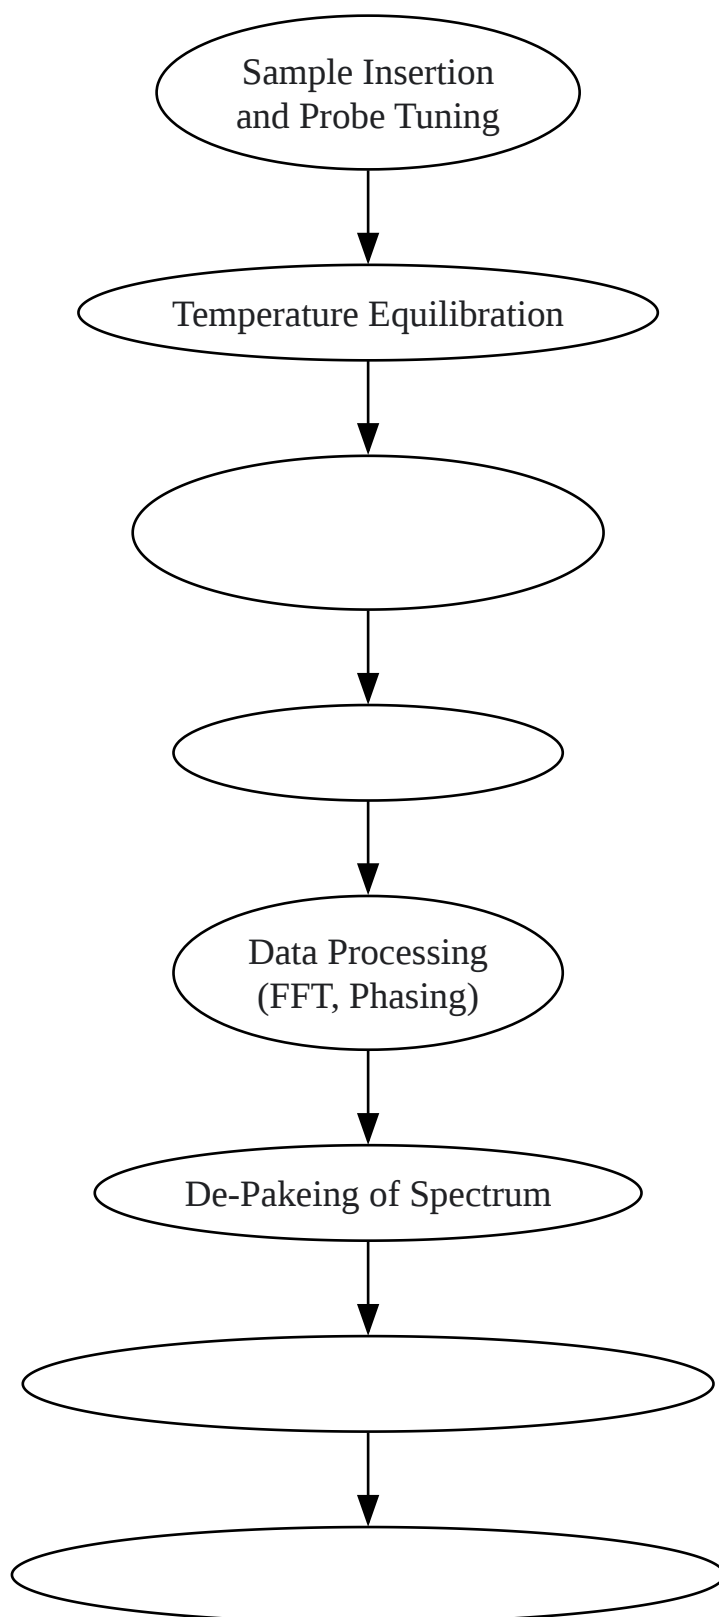 Sample Insertion
and Probe Tuning
Temperature Equilibration
Data Processing
(FFT, Phasing)
De-Pakeing of Spectrum